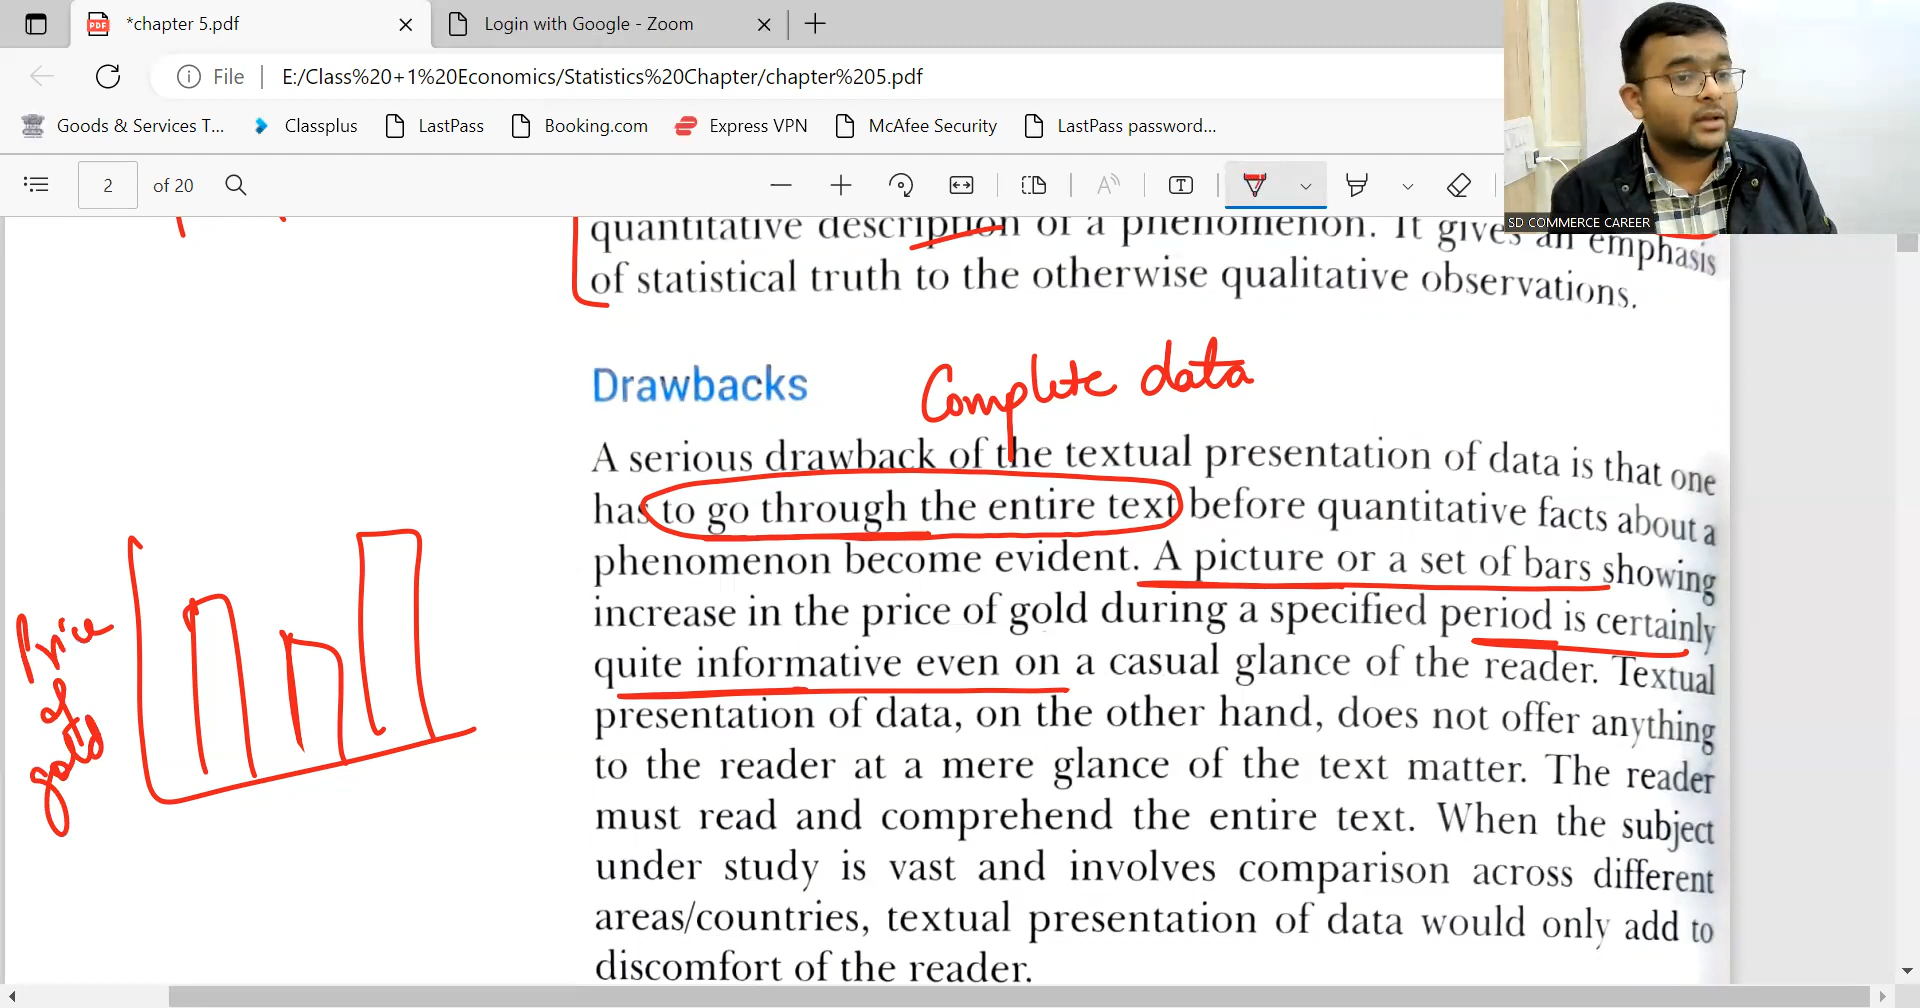 *chapter 5.pdf
Login with Google - Zoom
File
E:/Class%20+1%20Economics/Statistics%20Chapter/chapter%205.pdf
Goods & Services T...
Classplus
LastPass
Booking.com
Express VPN
McAfee Security
LastPass password...
2 of 20
SD COMMERCE CAREER
quantitative description of a phenomenon. It gives an emphasis
of statistical truth to the otherwise qualitative observations.
Drawbacks
Complete data
A serious drawback of the textual presentation of data is that one
has to go through the entire text before quantitative facts about a
phenomenon become evident. A picture or a set of bars showing
increase in the price of gold during a specified period is certainly
quite informative even on a casual glance of the reader. Textual
presentation of data, on the other hand, does not offer anything
to the reader at a mere glance of the text matter. The reader
must read and comprehend the entire text. When the subject
under study is vast and involves comparison across different
areas/countries, textual presentation of data would only add to
discomfort of the reader.
Price
of
gold